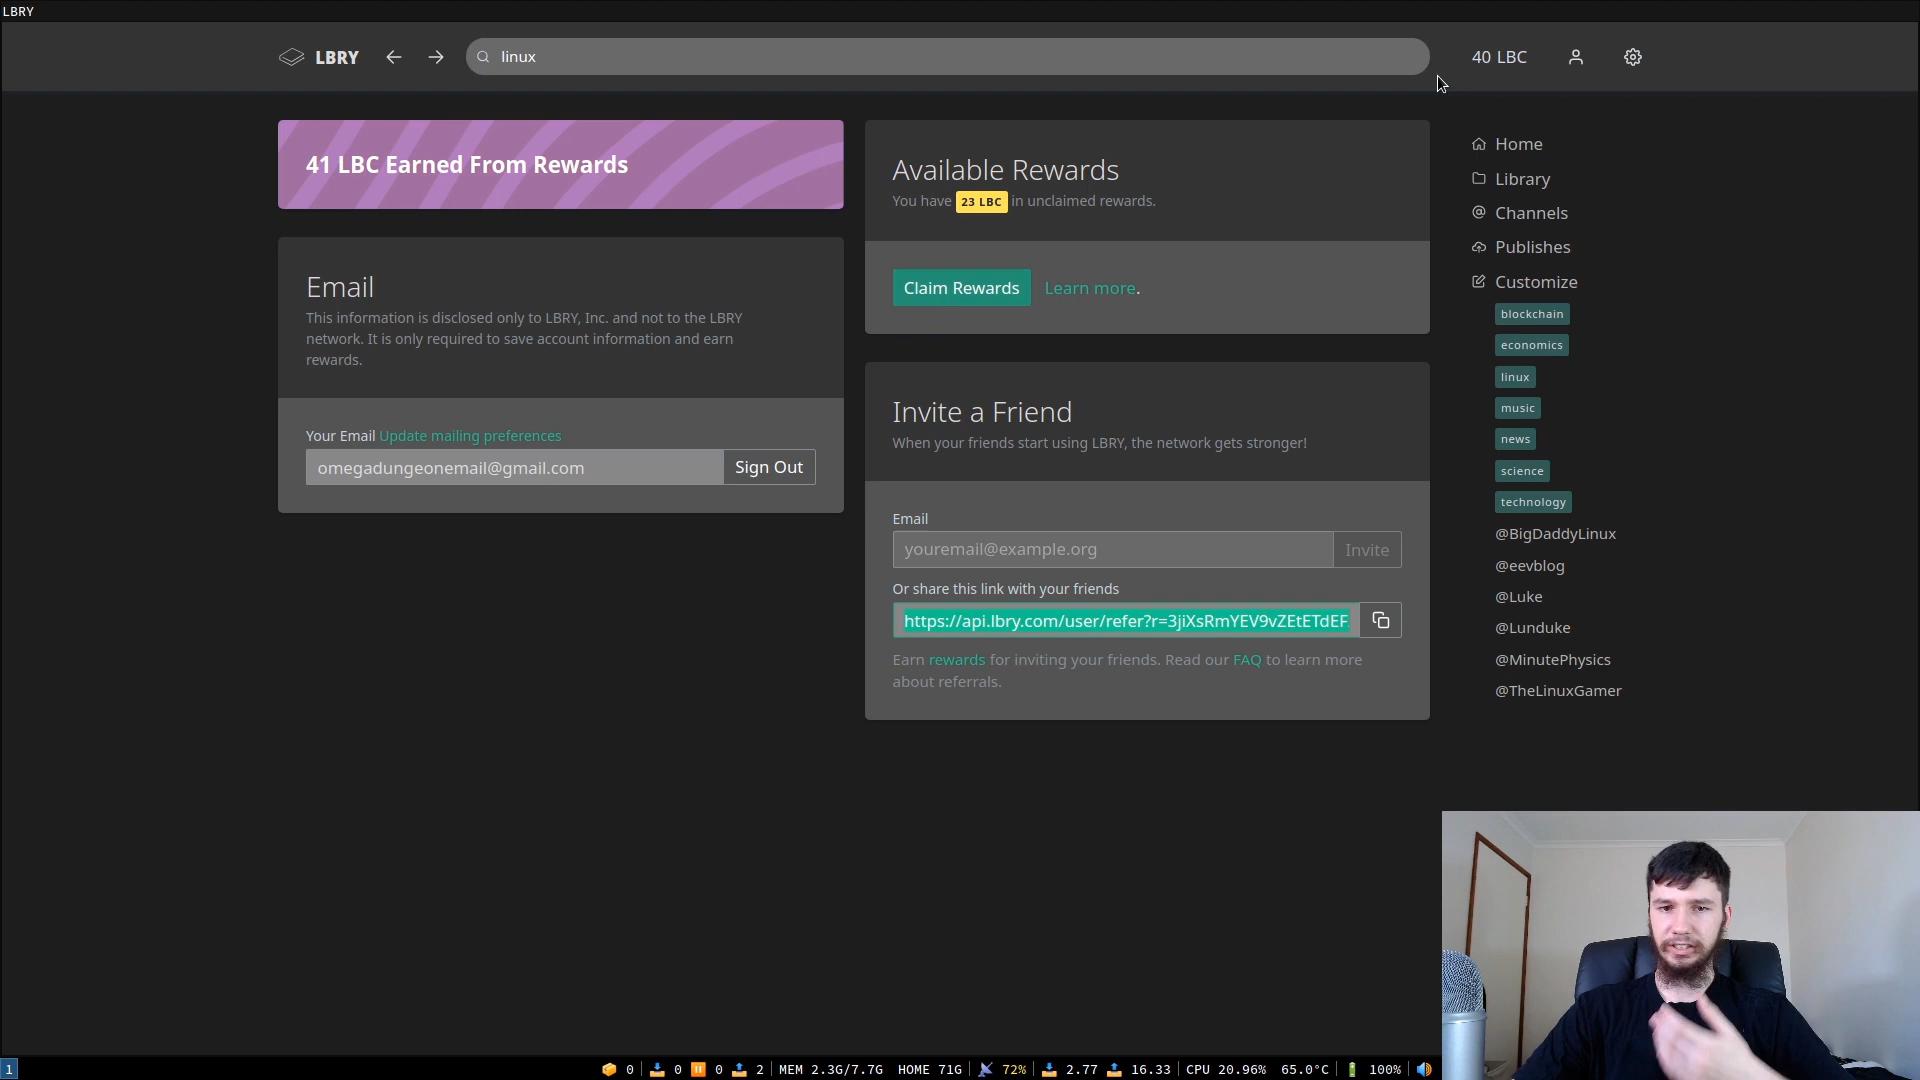 LBRY
LBRY
linux
40 LBC
41 LBC Earned From Rewards
Email
This information is disclosed only to LBRY, Inc. and not to the LBRY
network. It is only required to save account information and earn
rewards.
Your Email Update mailing preferences
omegadungeonemail@gmail.com
Sign Out
Available Rewards
You have 23 LBC in unclaimed rewards.
Claim Rewards
Learn more.
Invite a Friend
When your friends start using LBRY, the network gets stronger!
Email
youremail@example.org
Invite
Or share this link with your friends
https://api.lbry.com/user/refer?r=3jiXsRmYEV9vZEtETdEF
Earn rewards for inviting your friends. Read our FAQ to learn more
about referrals.
Home
Library
Channels
Publishes
Customize
blockchain
economics
linux
music
news
science
technology
@BigDaddyLinux
@eevblog
@Luke
@Lunduke
@MinutePhysics
@TheLinuxGamer
1
0 0 0 2 MEM 2.3G/7.7G HOME 71G 72% 2.77 16.33 CPU 20.96% 65.0°C 100%